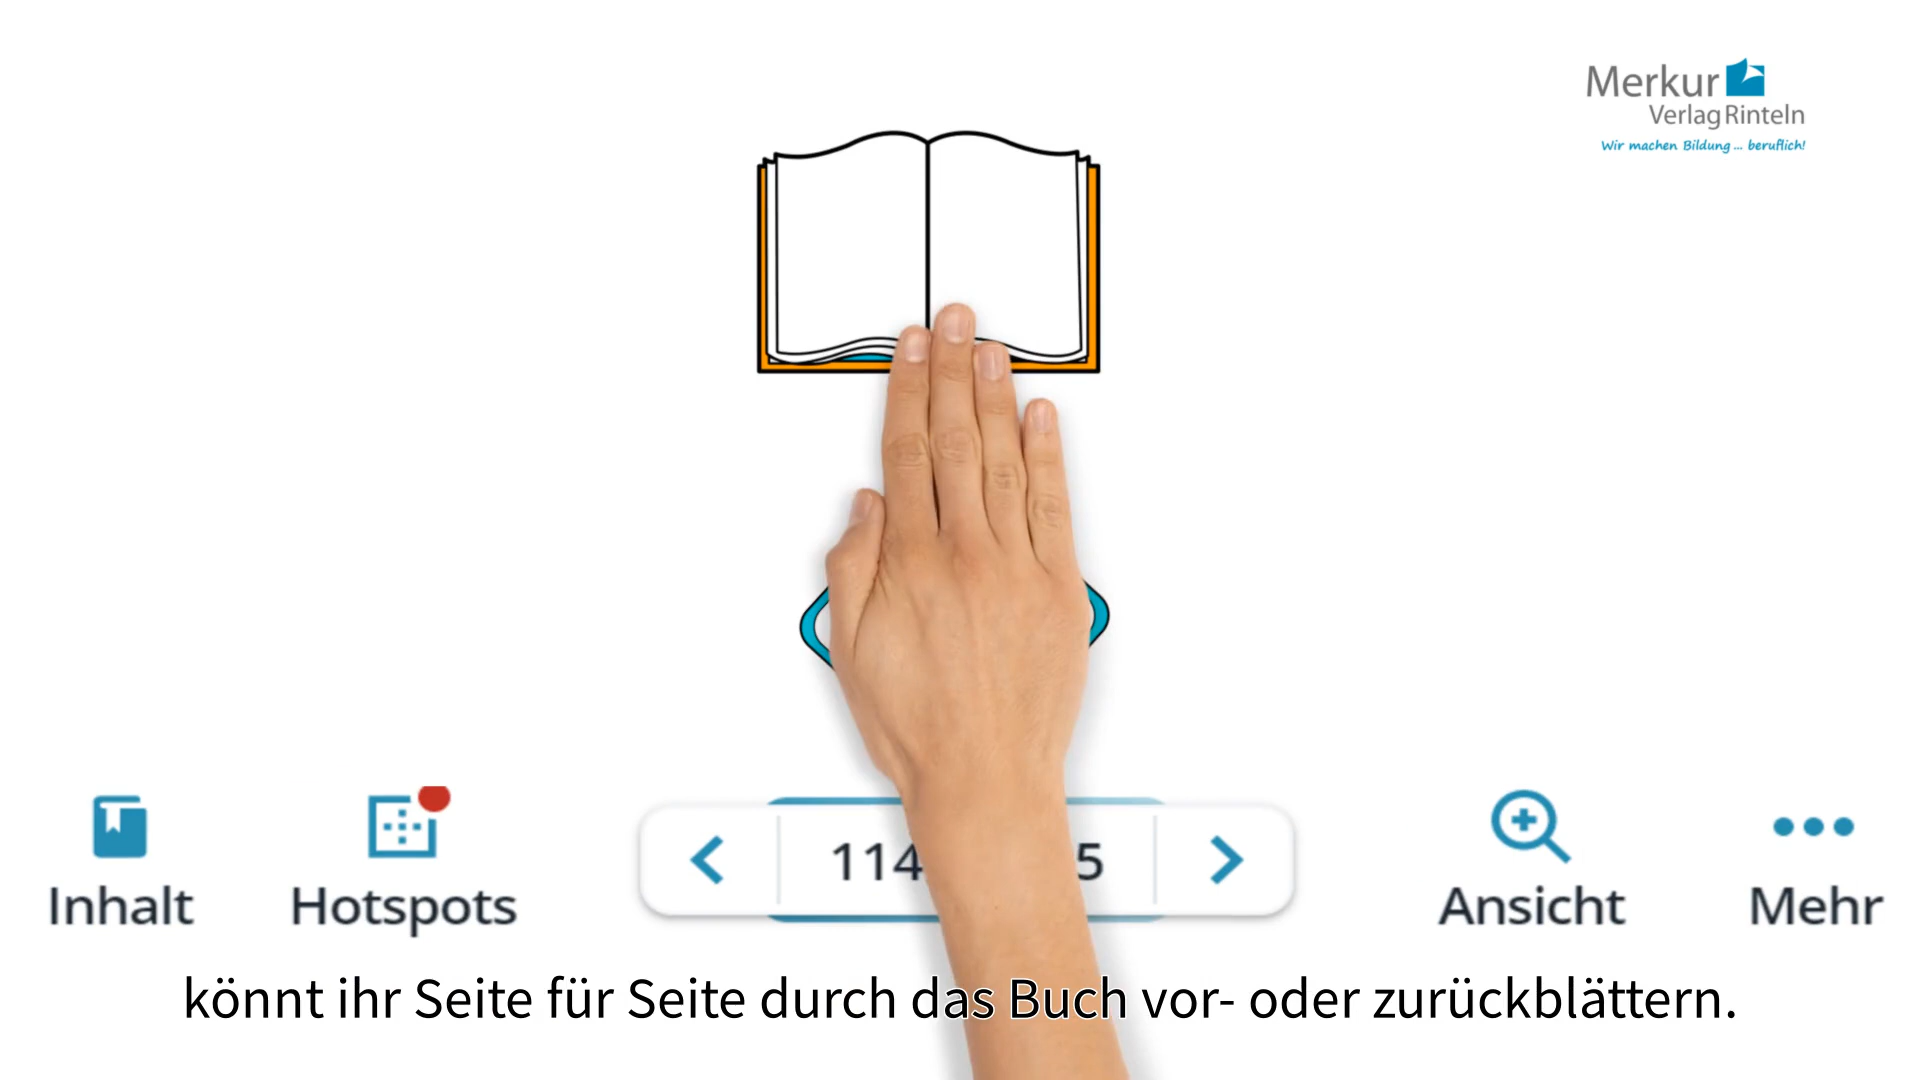 Merkur
Verlag Rinteln
Wir machen Bildung ... beruflich!
114
5
Inhalt
Hotspots
Ansicht
Mehr
könnt ihr Seite für Seite durch das Buch vor- oder zurückblättern.